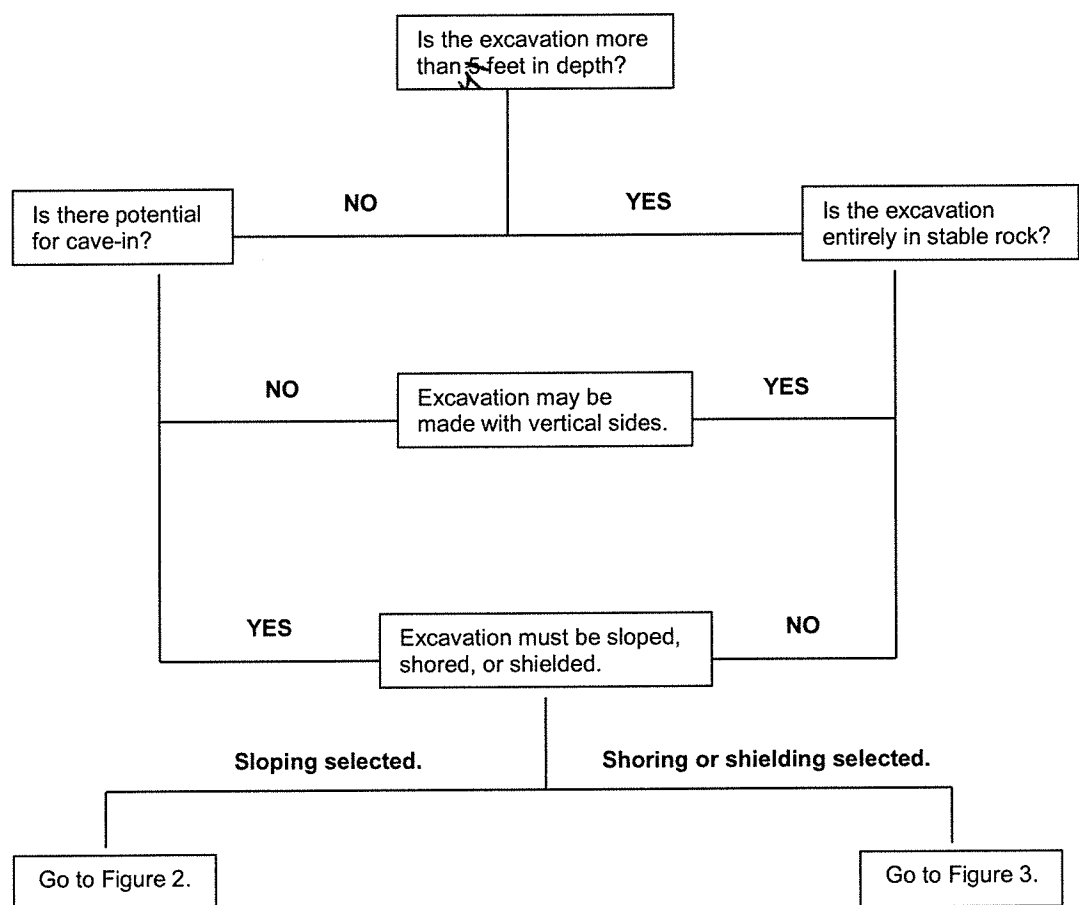 Is the excavation more
than 5 feet in depth?
NO
YES
Is there potential
for cave-in?
Is the excavation
entirely in stable rock?
NO
Excavation may be
made with vertical sides.
YES
YES
Excavation must be sloped,
shored, or shielded.
NO
Sloping selected.
Shoring or shielding selected.
Go to Figure 2.
Go to Figure 3.